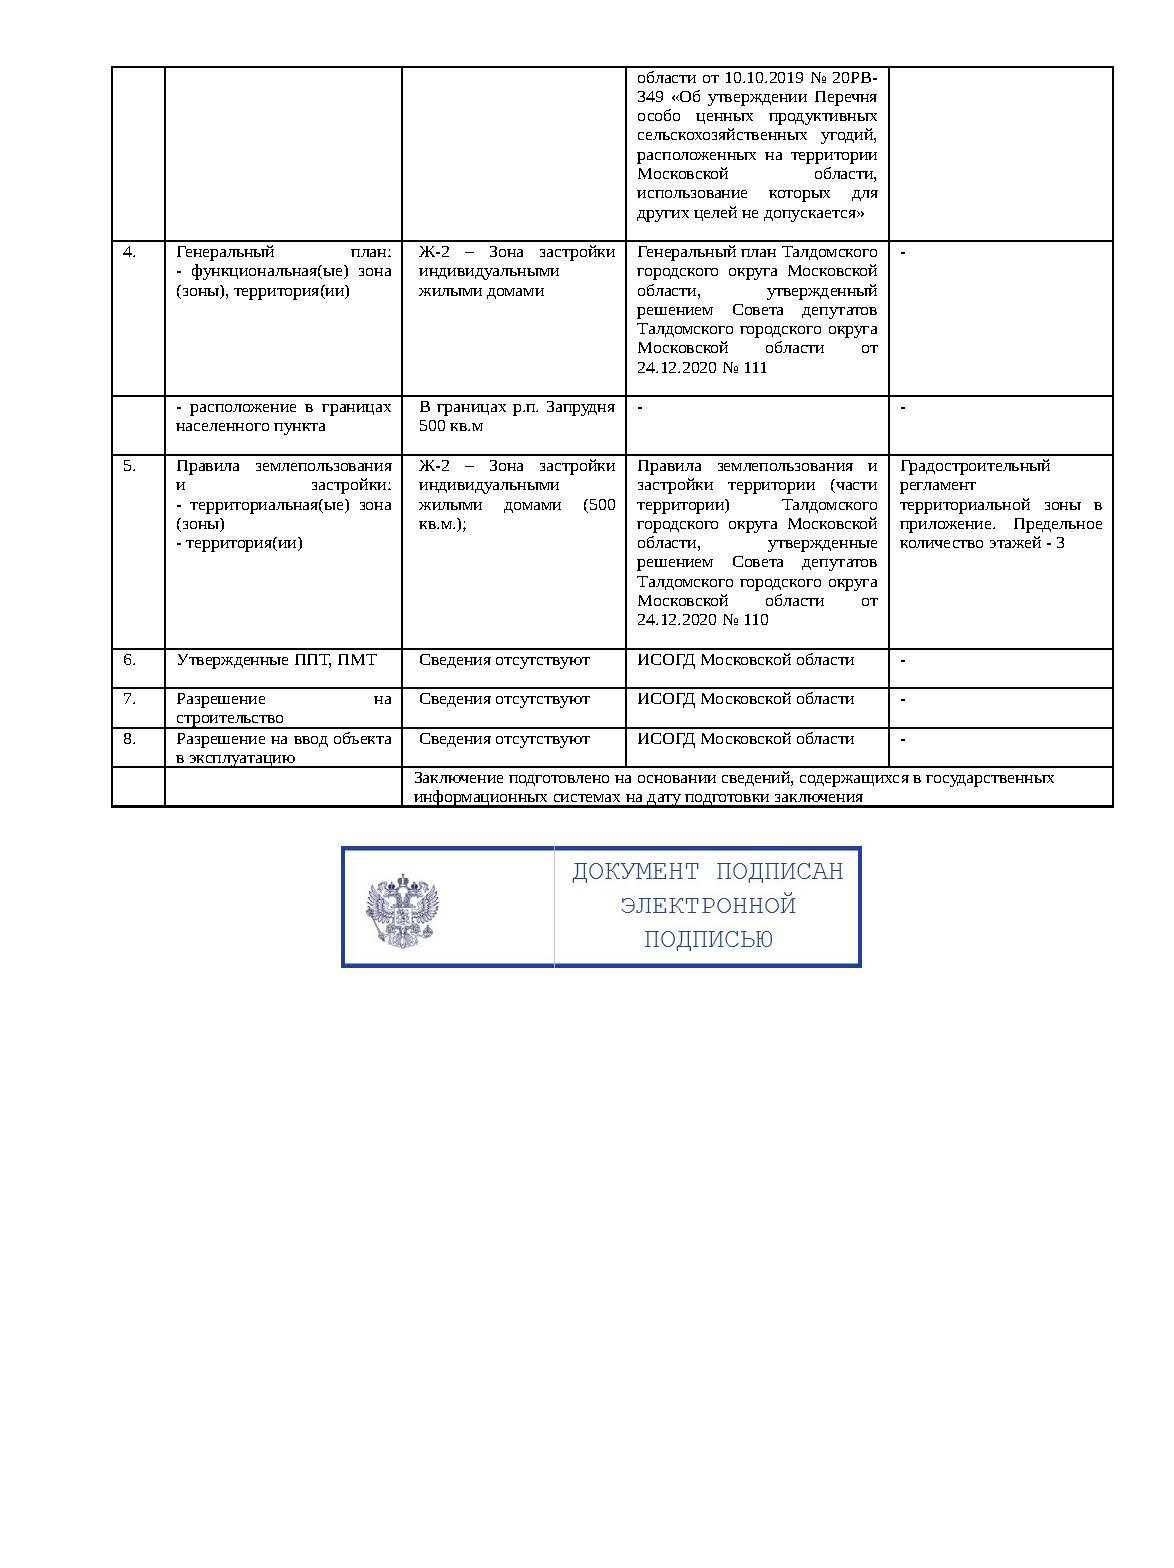 области от 10.10.2019 № 20РВ-
349 «Об утверждении Перечня
особо ценных продуктивных
сельскохозяйственных угодий,
расположенных на территории
Московской области,
использование которых для
других целей не допускается»
4.
Генеральный план:
- функциональная(ые) зона
(зоны), территория(ии)
Ж-2 – Зона застройки
индивидуальными
жилыми домами
Генеральный план Талдомского
городского округа Московской
области, утвержденный
решением Совета депутатов
Талдомского городского округа
Московской области от
24.12.2020 № 111
-
- расположение в границах
населенного пункта
В границах р.п. Запрудня
500 кв.м
-
-
5.
Правила землепользования
и застройки:
- территориальная(ые) зона
(зоны)
- территория(ии)
Ж-2 – Зона застройки
индивидуальными
жилыми домами (500
кв.м.);
Правила землепользования и
застройки территории (части
территории) Талдомского
городского округа Московской
области, утвержденные
решением Совета депутатов
Талдомского городского округа
Московской области от
24.12.2020 № 110
Градостроительный
регламент
территориальной зоны в
приложение. Предельное
количество этажей - 3
6.
Утвержденные ППТ, ПМТ
Сведения отсутствуют
ИСОГД Московской области
-
7.
Разрешение на
строительство
Сведения отсутствуют
ИСОГД Московской области
-
8.
Разрешение на ввод объекта
в эксплуатацию
Сведения отсутствуют
ИСОГД Московской области
-
Заключение подготовлено на основании сведений, содержащихся в государственных
информационных системах на дату подготовки заключения
ДОКУМЕНТ ПОДПИСАН
ЭЛЕКТРОННОЙ
ПОДПИСЬЮ